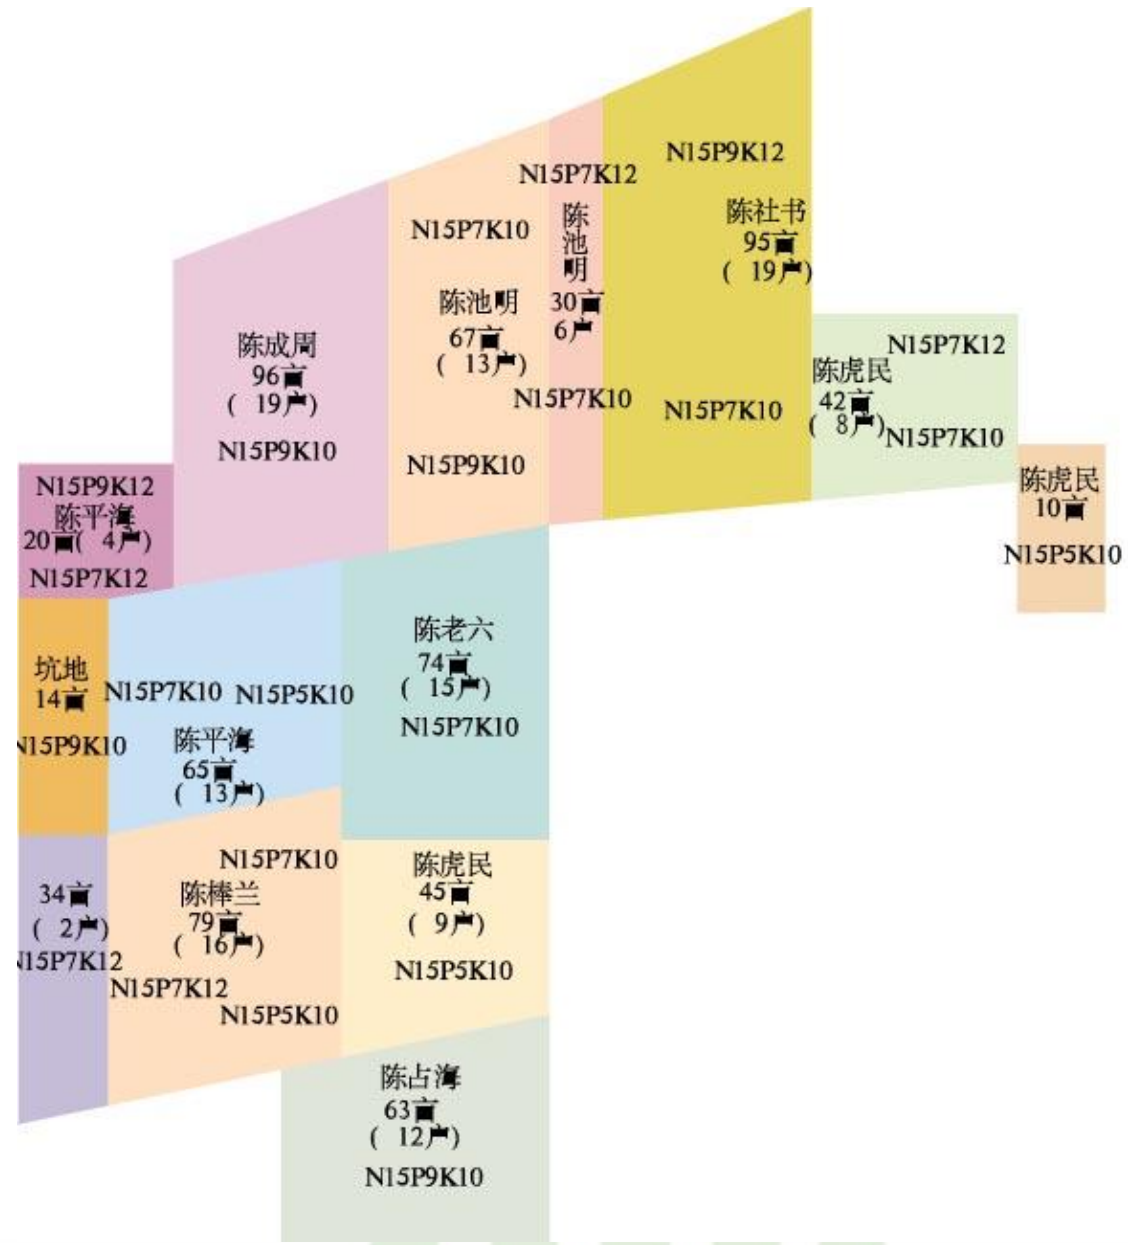 N15P9K12
N15P7K12
陈社书
95亩
( 19户)
N15P7K10
陈池明
30亩
6户
N15P7K10
N15P7K10
陈池明
67亩
( 13户)
N15P9K10
陈成周
96亩
( 19户)
N15P9K10
N15P7K10
N15P7K12
陈虎民
42亩
( 8户)
N15P7K10
陈虎民
10亩
N15P5K10
N15P9K12
陈平海
20亩( 4户)
N15P7K12
坑地
14亩
N15P9K10
N15P7K10
N15P5K10
陈平海
65亩
( 13户)
陈老六
74亩
( 15户)
N15P7K10
34亩
( 2户)
N15P7K12
N15P7K10
陈棒兰
79亩
( 16户)
N15P7K12
N15P5K10
陈虎民
45亩
( 9户)
N15P5K10
陈占海
63亩
( 12户)
N15P9K10